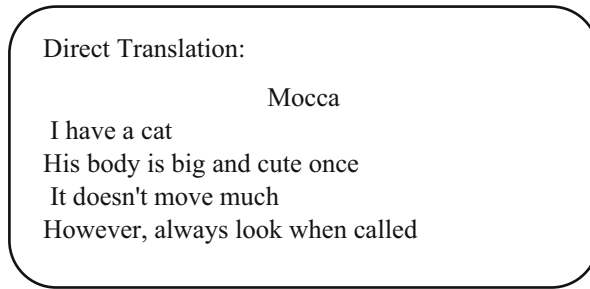 Direct Translation:
Mocca
I have a cat
His body is big and cute once
It doesn't move much
However, always look when called